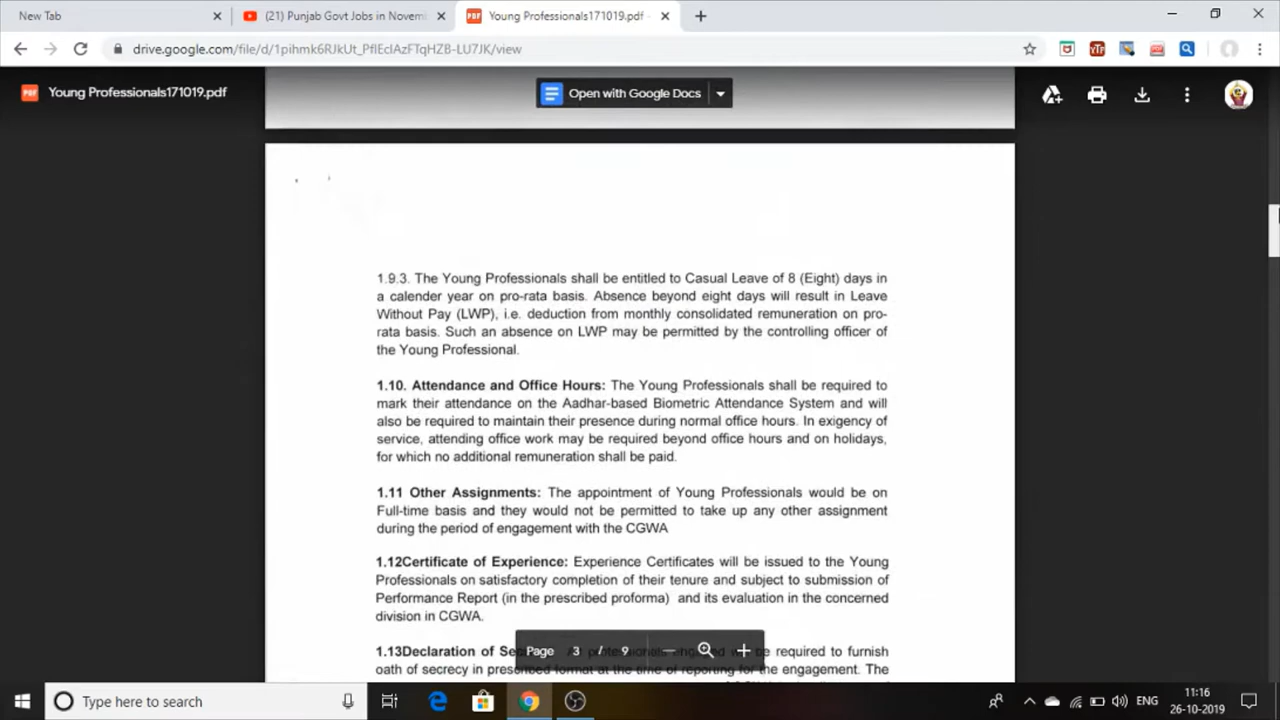 New Tab
(21) Punjab Govt Jobs in Novem
Young Professionals171019.pdf -
drive.google.com/file/d/1pihmk6RJkUt_PflEclAzFTqHZB-LU7JK/view
Young Professionals171019.pdf
Open with Google Docs
1.9.3. The Young Professionals shall be entitled to Casual Leave of 8 (Eight) days in
a calender year on pro-rata basis. Absence beyond eight days will result in Leave
Without Pay (LWP), i.e. deduction from monthly consolidated remuneration on pro-
rata basis. Such an absence on LWP may be permitted by the controlling officer of
the Young Professional.
1.10. Attendance and Office Hours: The Young Professionals shall be required to
mark their attendance on the Aadhar-based Biometric Attendance System and will
also be required to maintain their presence during normal office hours. In exigency of
service, attending office work may be required beyond office hours and on holidays,
for which no additional remuneration shall be paid.
1.11 Other Assignments: The appointment of Young Professionals would be on
Full-time basis and they would not be permitted to take up any other assignment
during the period of engagement with the CGWA
1.12Certificate of Experience: Experience Certificates will be issued to the Young
Professionals on satisfactory completion of their tenure and subject to submission of
Performance Report (in the prescribed proforma) and its evaluation in the concerned
division in CGWA.
1.13Declaration of Se be required to furnish
oath of secrecy in prescribed format at the time of reporting for the engagement. The
Page 3 / 9
Type here to search
ENG
11:16
26-10-2019